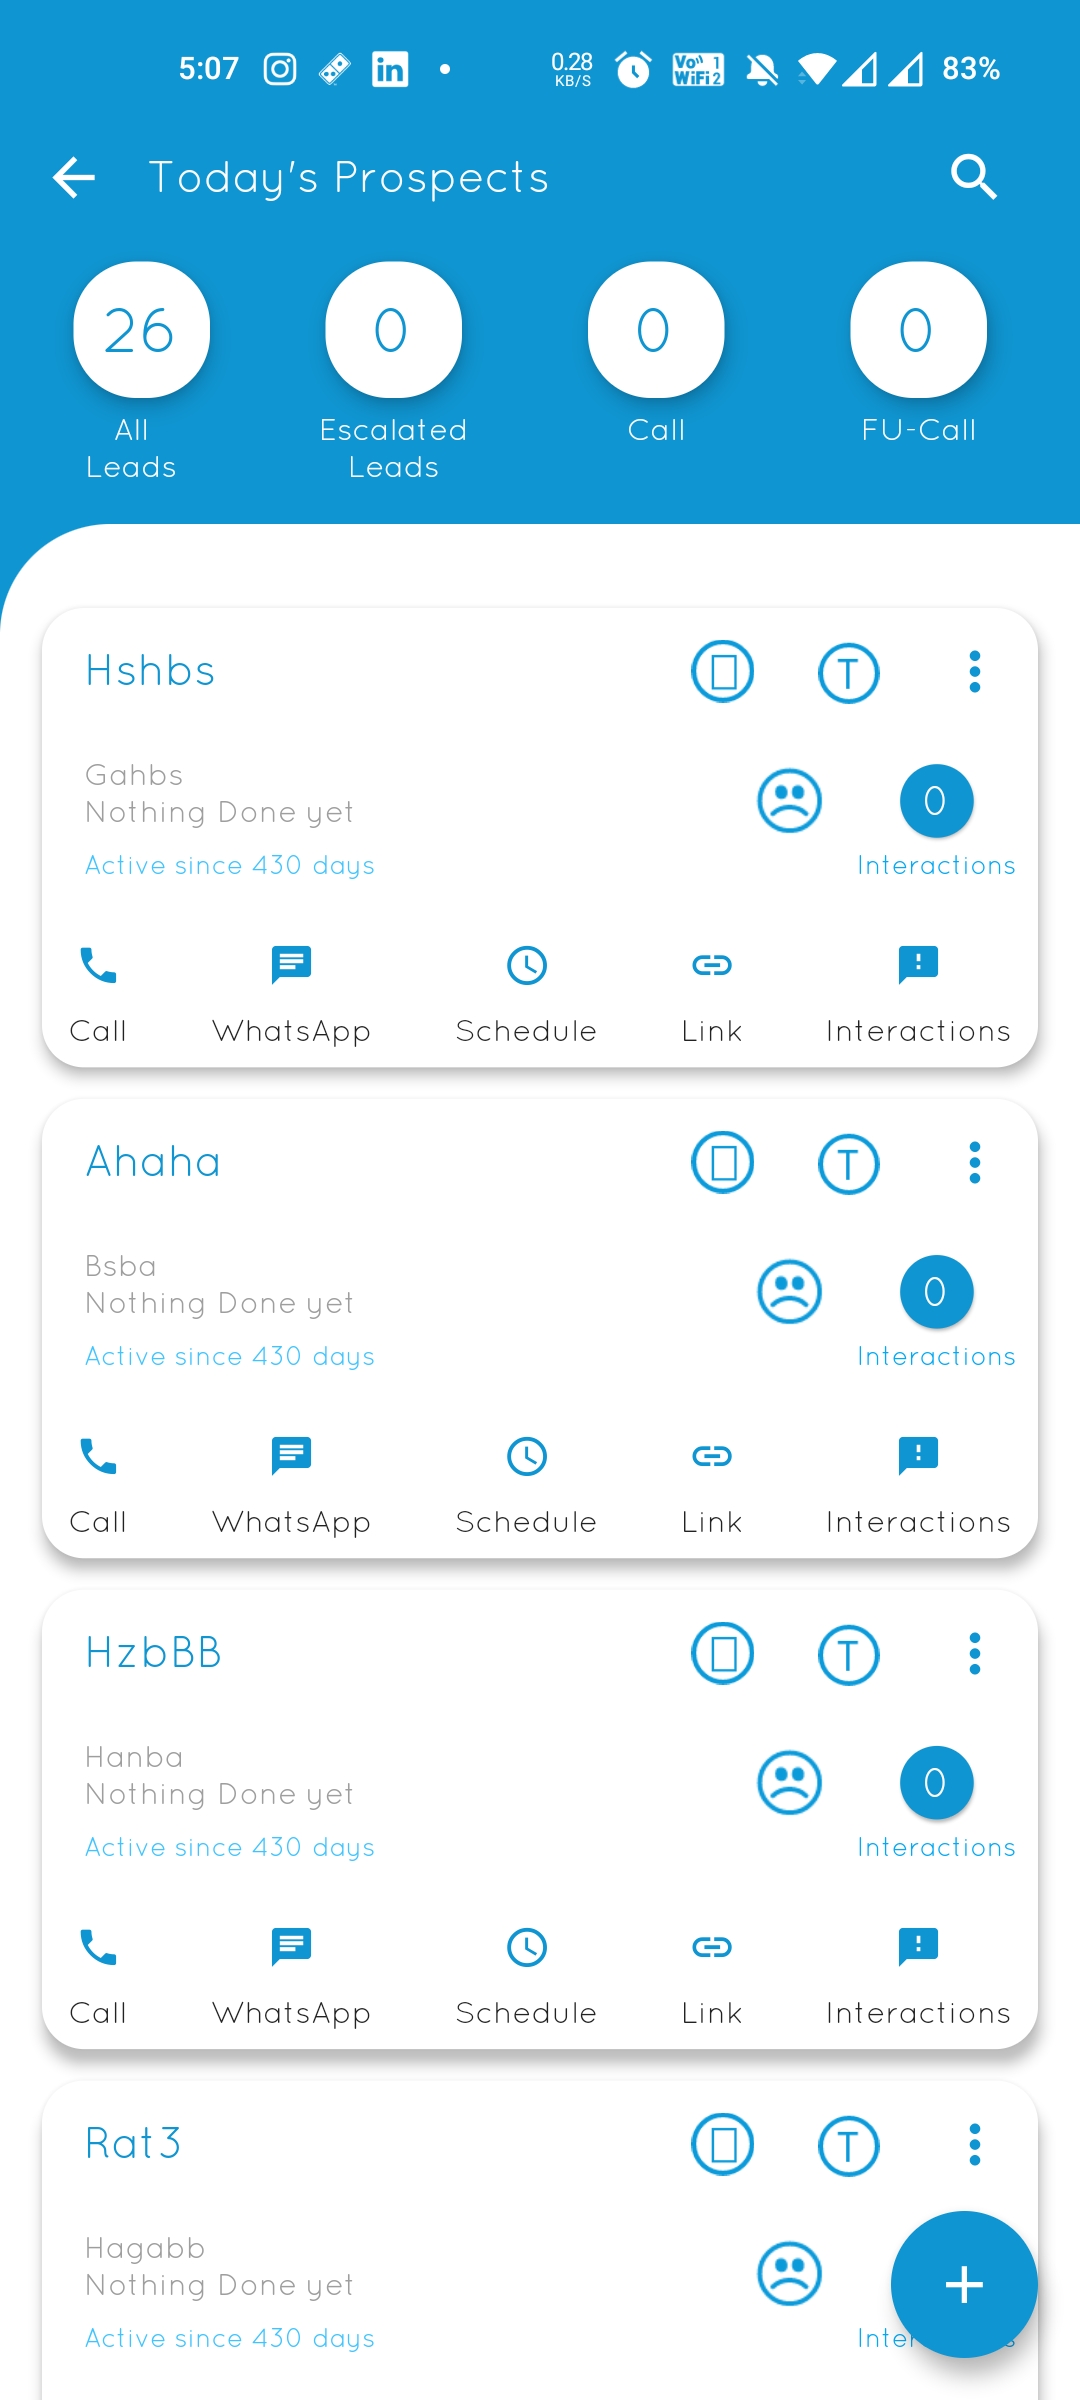 5:07 0.28 KB/S Vo WiFi 1 2 83%
Today's Prospects
26 0 0 0
All Leads Escalated Leads Call FU-Call
Hshbs T
Gahbs
Nothing Done yet 0
Active since 430 days Interactions
Call WhatsApp Schedule Link Interactions
Ahaha T
Bsba
Nothing Done yet 0
Active since 430 days Interactions
Call WhatsApp Schedule Link Interactions
HzbBB T
Hanba
Nothing Done yet 0
Active since 430 days Interactions
Call WhatsApp Schedule Link Interactions
Rat3 T
Hagabb
Nothing Done yet
Active since 430 days